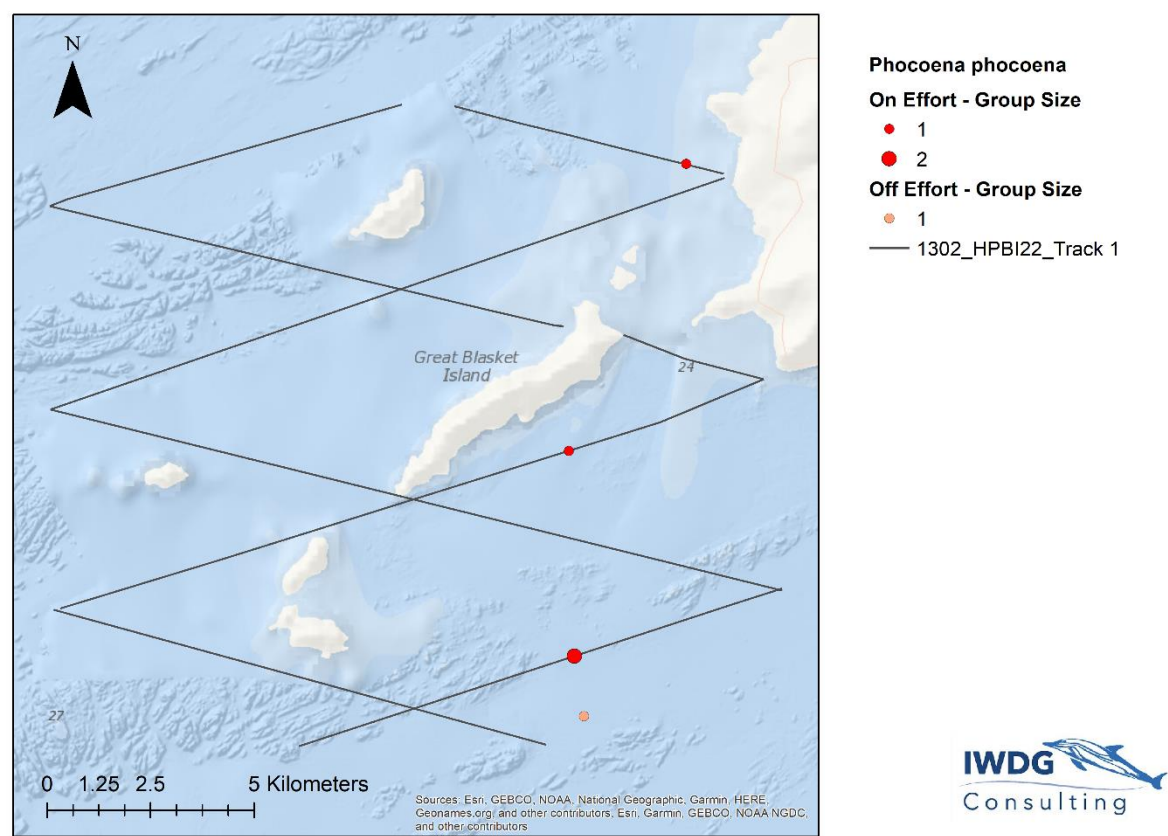 N
Great Blasket
Island
24
27
0 1.25 2.5 5 Kilometers
Sources: Esri, GEBCO, NOAA, National Geographic, Garmin, HERE,
Geonames.org, and other contributors, Esri, Garmin, GEBCO, NOAA NGDC,
and other contributors
Phocoena phocoena
On Effort - Group Size
1
2
Off Effort - Group Size
1
1302_HPBI22_Track 1
IWDG
Consulting